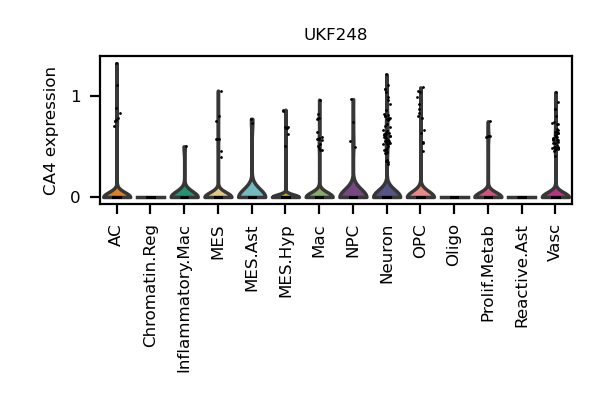 UKF248
CA4 expression
1
0
AC
Chromatin.Reg
Inflammatory.Mac
MES
MES.Ast
MES.Hyp
Mac
NPC
Neuron
OPC
Oligo
Prolif.Metab
Reactive.Ast
Vasc